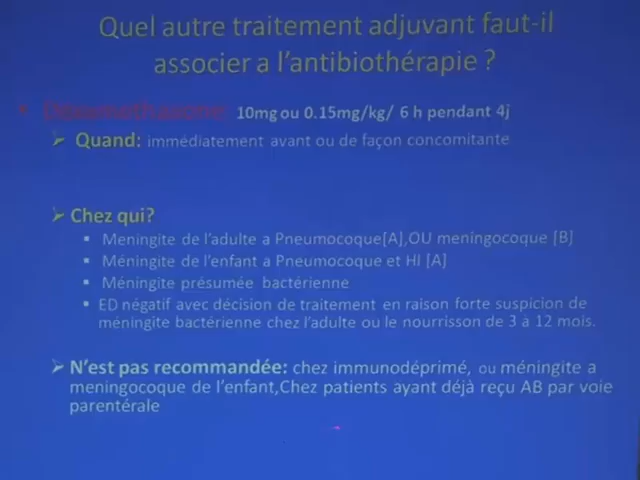 Quel autre traitement adjuvant faut-il
associer a l'antibiothérapie ?
Dexamethasone: 10mg ou 0.15mg/kg/ 6 h pendant 4j
Quand: immédiatement avant ou de façon concomitante
Chez qui?
Meningite de l'adulte a Pneumocoque[A],OU meningocoque [B]
Méningite de l'enfant à Pneumocoque et HI [A]
Méningite présumée bactérienne
ED négatif avec décision de traitement en raison forte suspicion de
méningite bactérienne chez l'adulte ou le nourrisson de 3 à 12 mois.
N'est pas recommandée: chez immunodéprimé, ou méningite a
meningocoque de l'enfant,Chez patients ayant déjà reçu AB par voie
parentérale